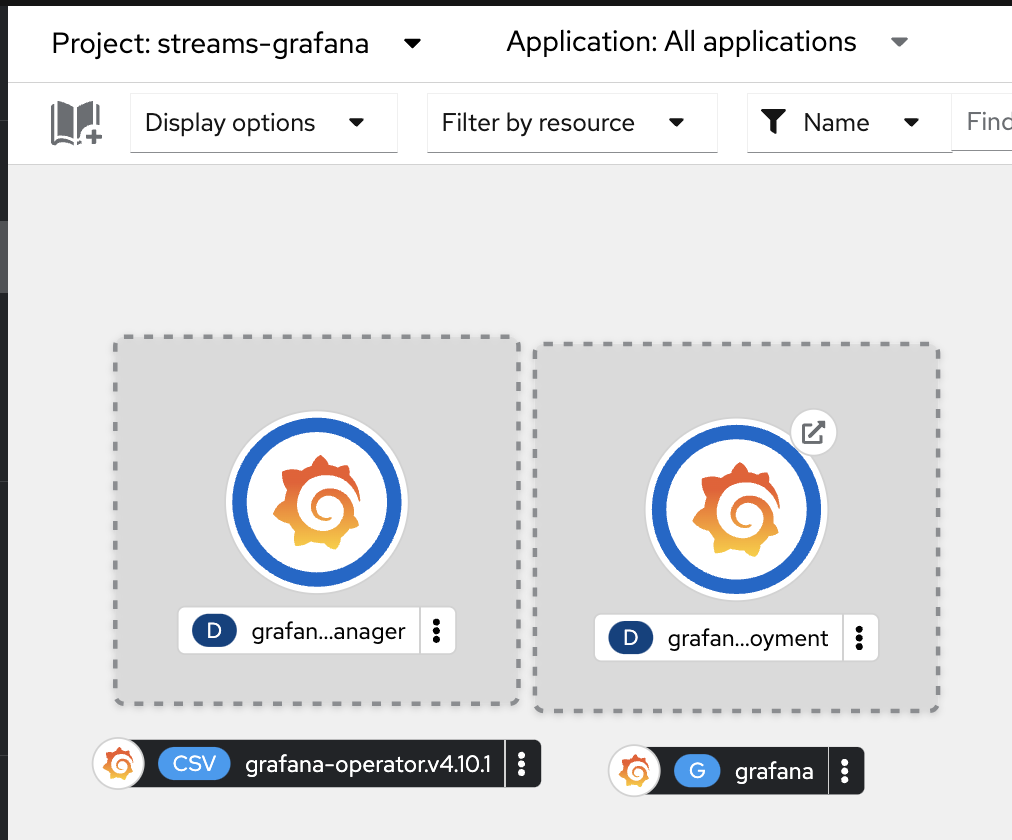 Project: streams-grafana
Application: All applications
Display options
Filter by resource
Name
Find
D grafan...anager
D grafan...oyment
CSV grafana-operator.v4.10.1
G grafana